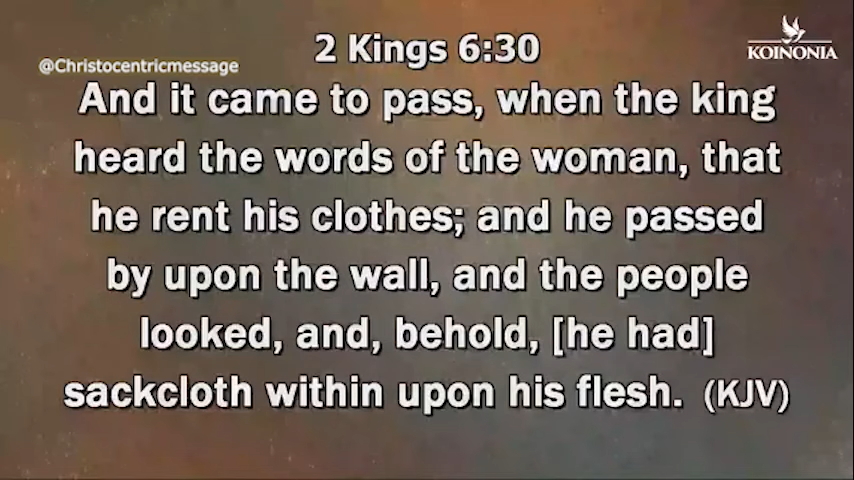 2 Kings 6:30
KOINONIA
@Christocentricmessage
And it came to pass, when the king
heard the words of the woman, that
he rent his clothes; and he passed
by upon the wall, and the people
looked, and, behold, [he had]
sackcloth within upon his flesh. (KJV)